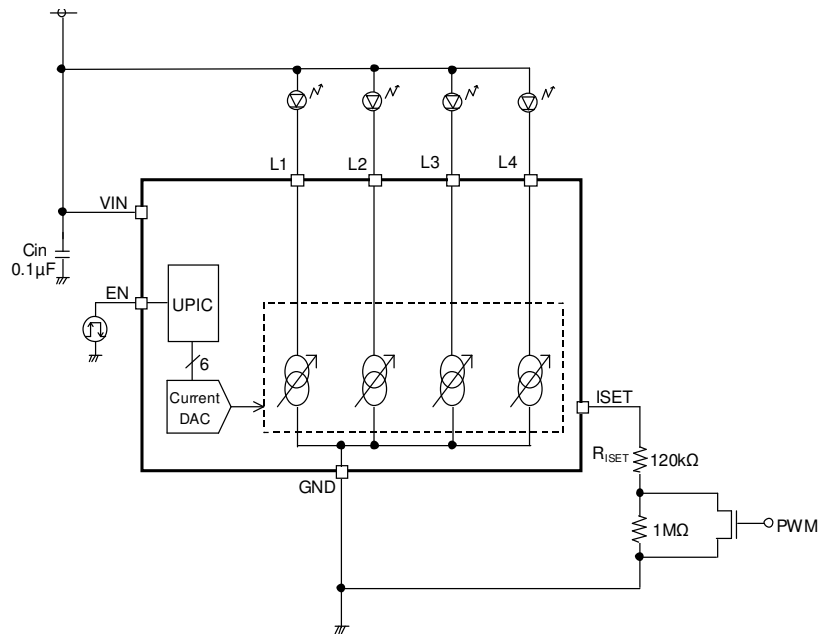 L1
L2
L3
L4
VIN
Cin
0.1µF
EN
UPIC
6
Current
DAC
ISET
RISET 120kΩ
GND
1MΩ
PWM